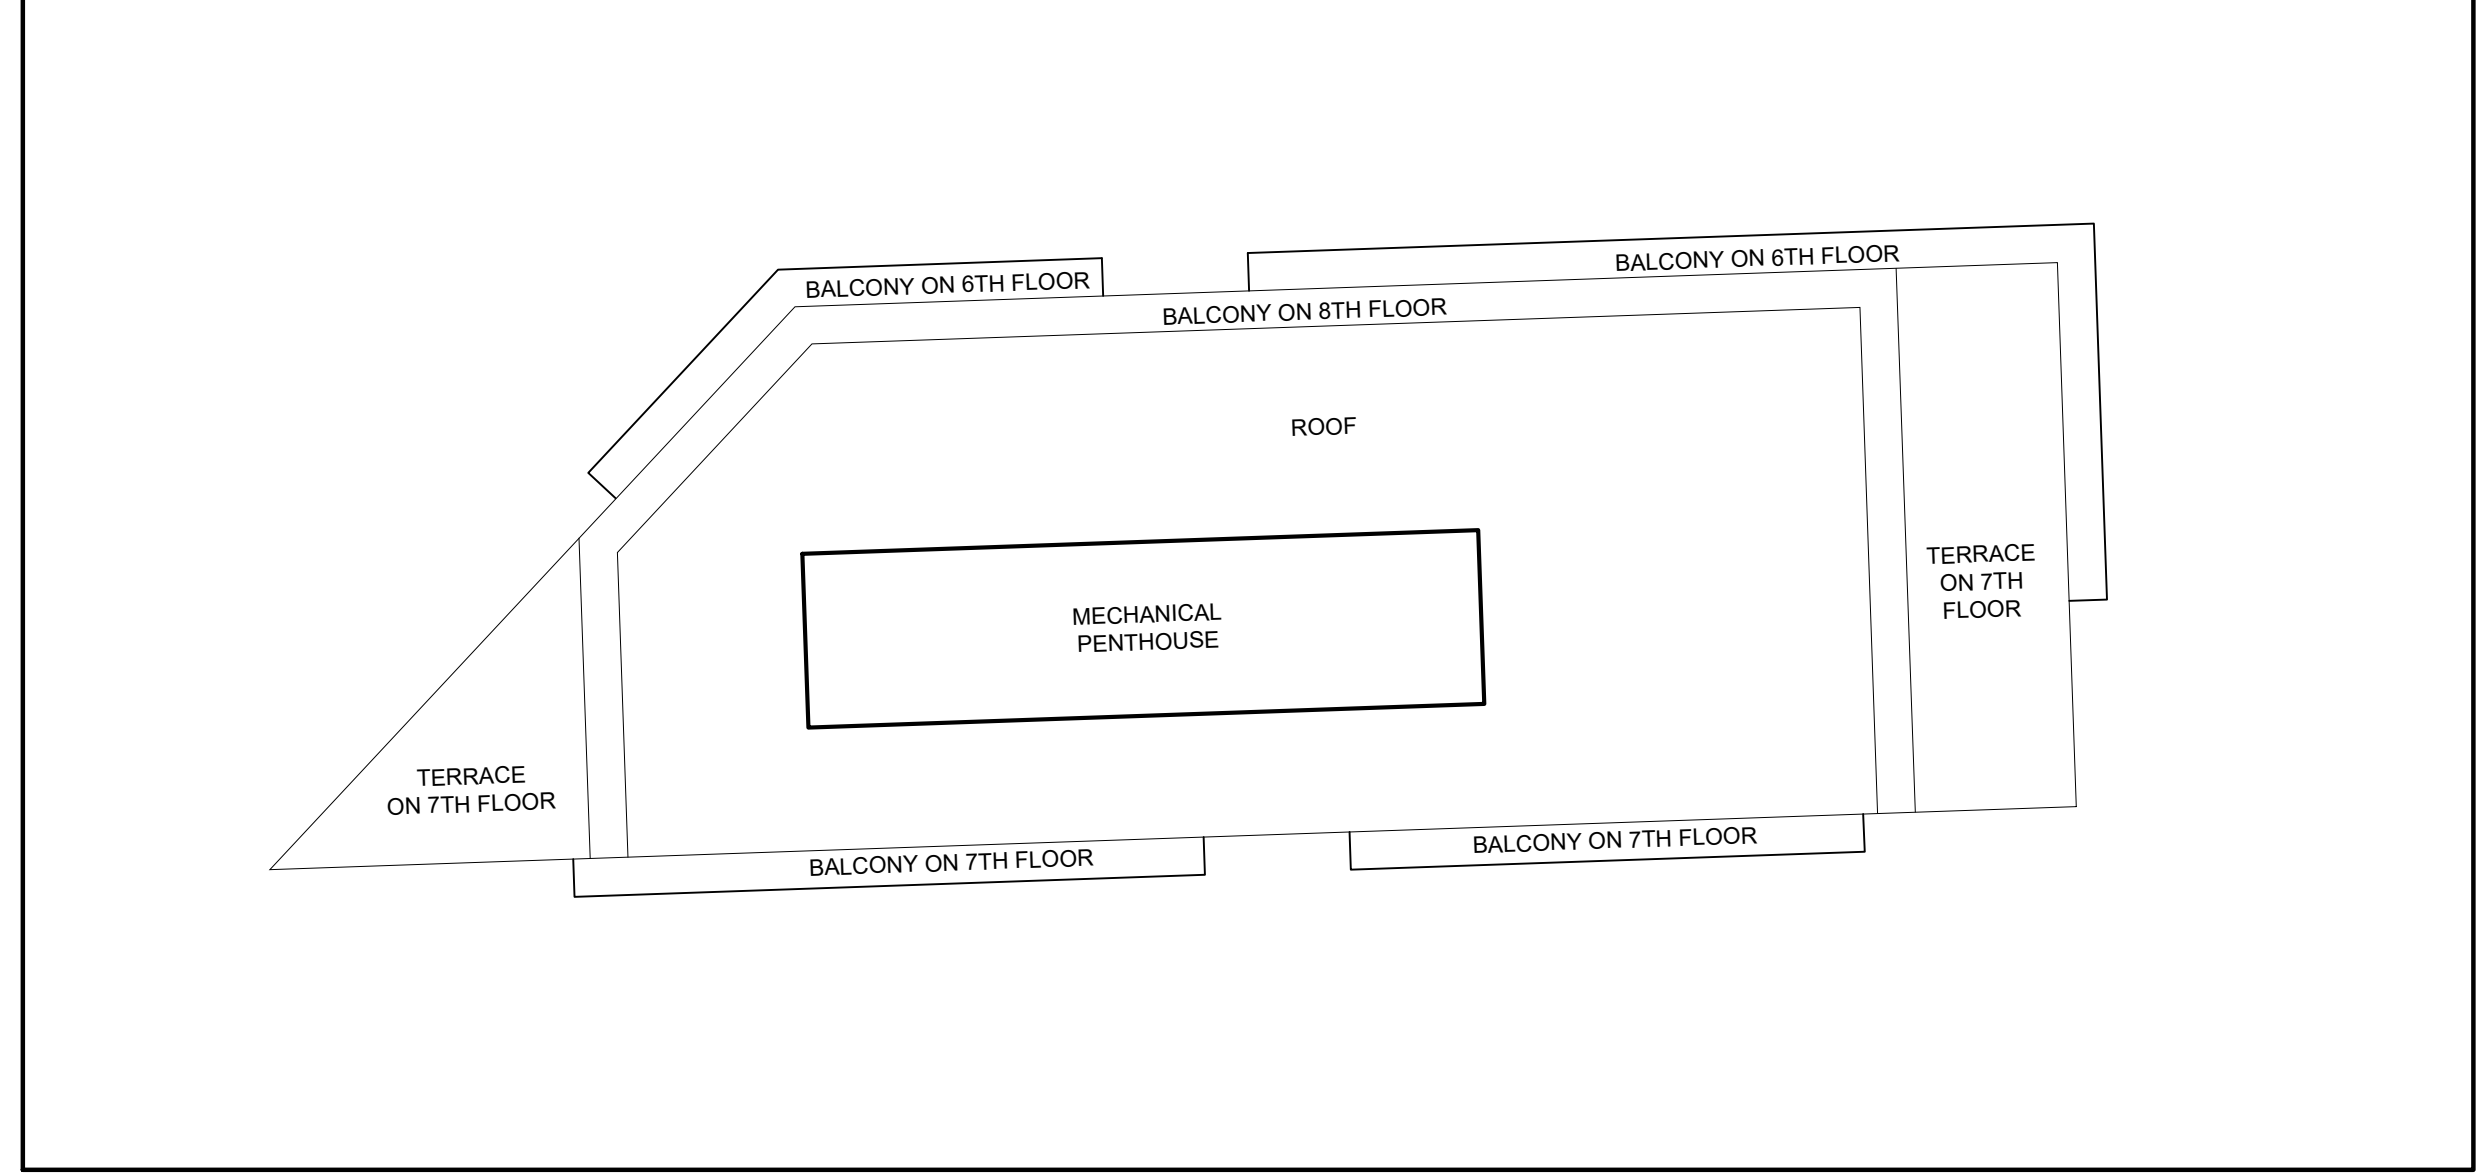 BALCONY ON 6TH FLOOR
BALCONY ON 6TH FLOOR
BALCONY ON 8TH FLOOR
ROOF
TERRACE
ON 7TH
FLOOR
MECHANICAL
PENTHOUSE
TERRACE
ON 7TH FLOOR
BALCONY ON 7TH FLOOR
BALCONY ON 7TH FLOOR